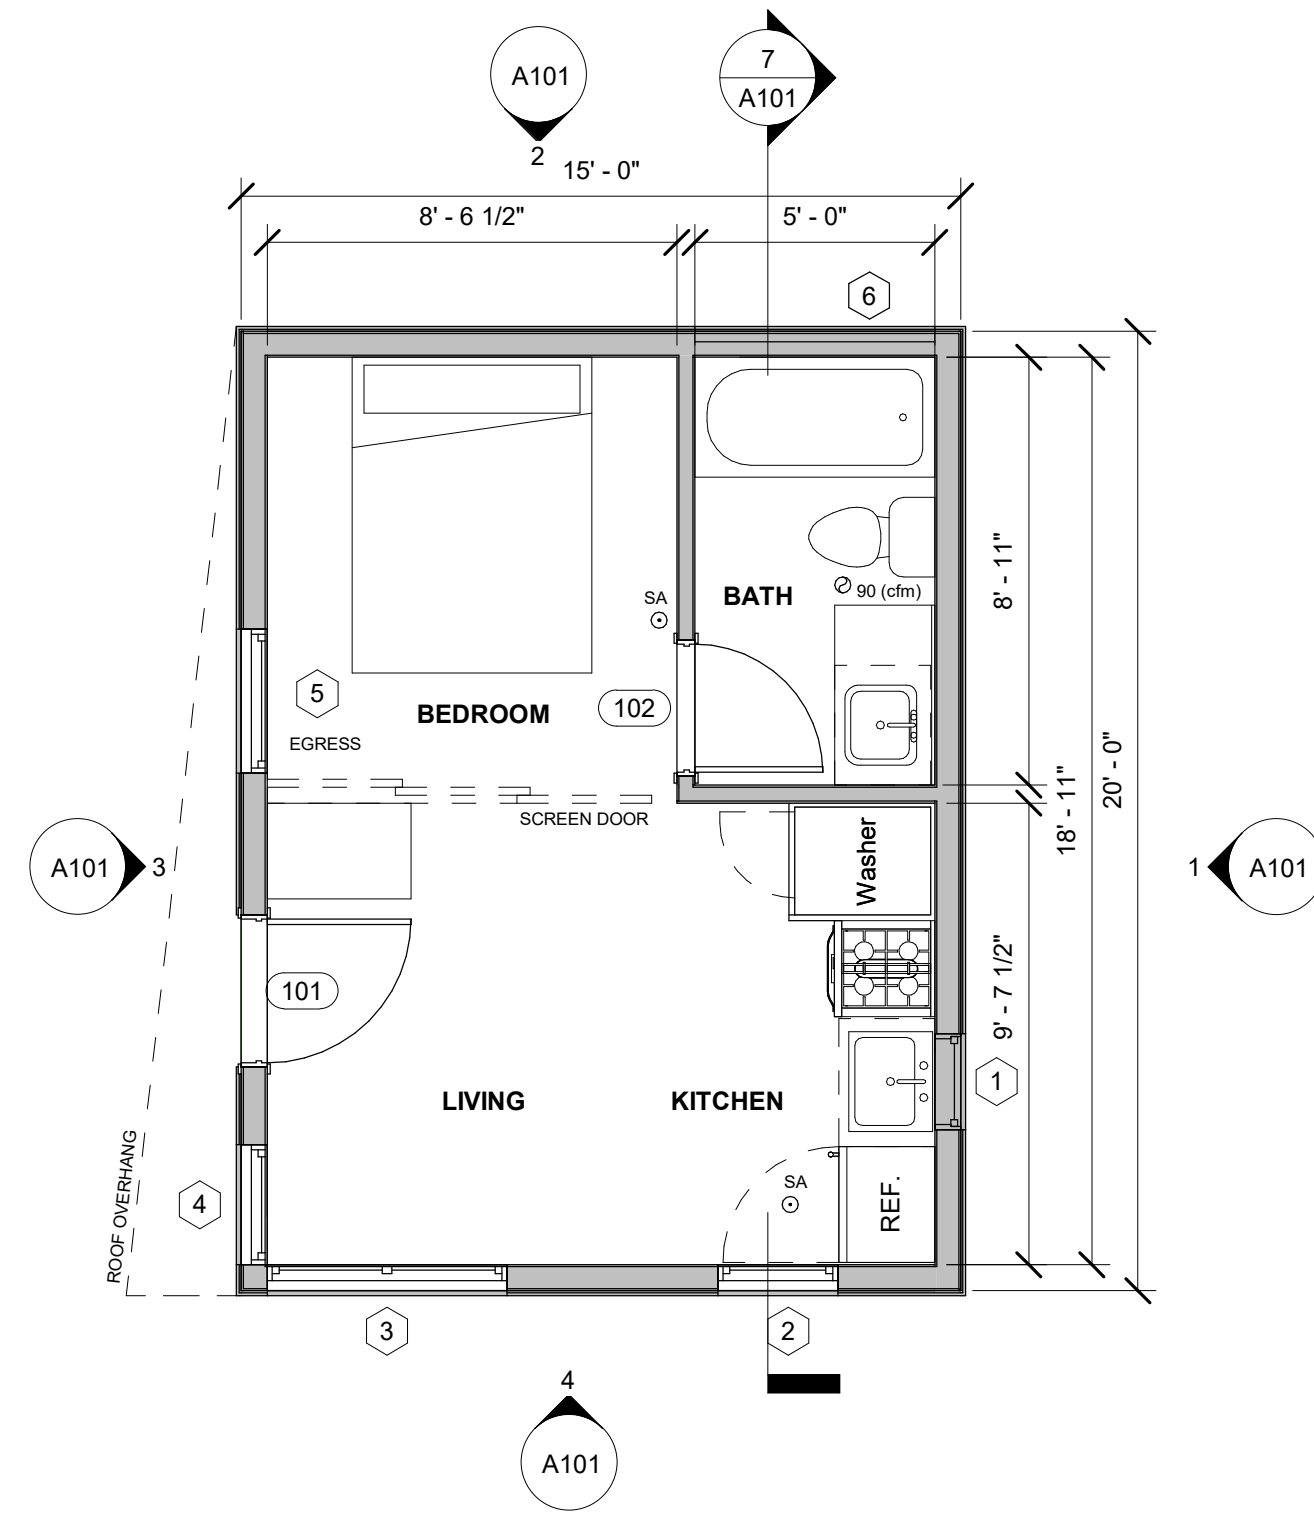 A101
2
7
A101
15' - 0"
8' - 6 1/2"
5' - 0"
6
8' - 11"
90 (cfm)
BATH
SA
5
BEDROOM
102
EGRESS
SCREEN DOOR
18' - 11"
20' - 0"
Washer
A101
3
1
A101
101
9' - 7 1/2"
1
LIVING
KITCHEN
ROOF OVERHANG
4
SA
REF.
3
2
4
A101